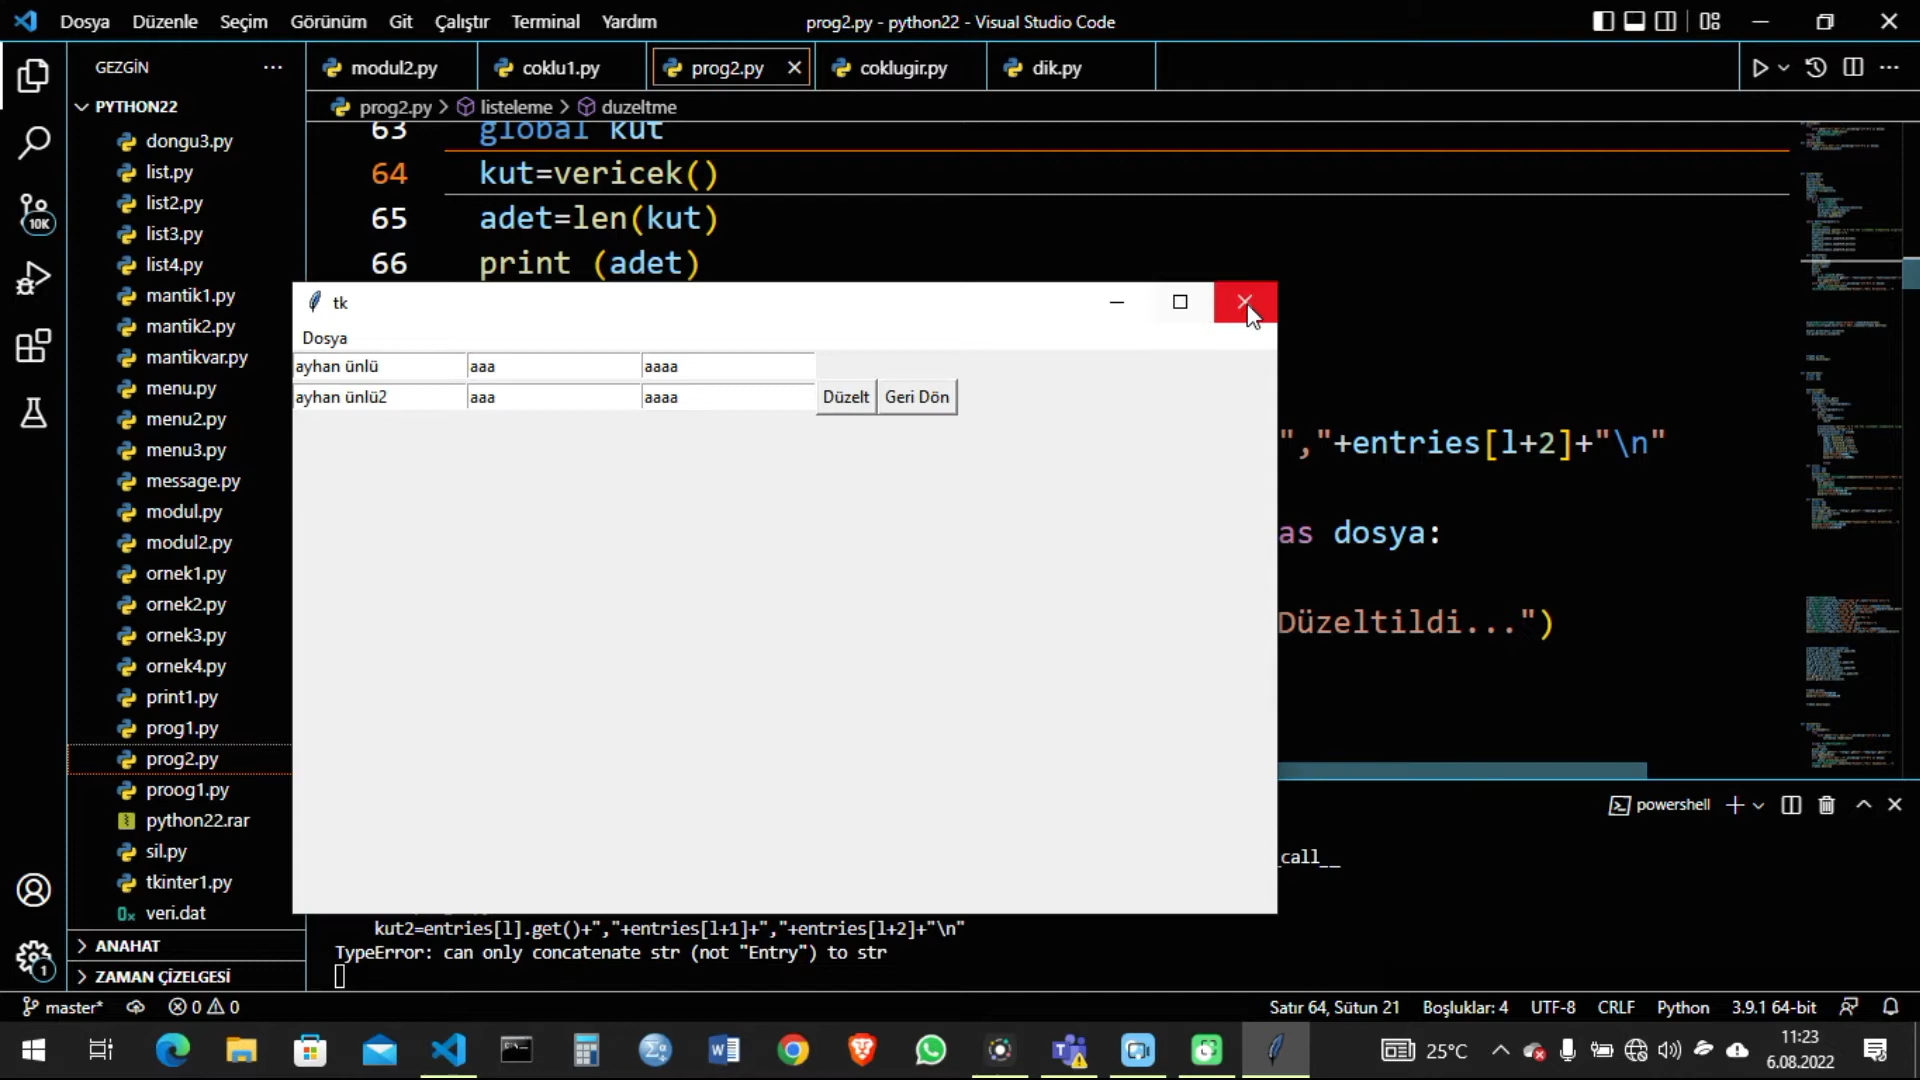 Dosya Düzenle Seçim Görünüm Git Çalıştır Terminal Yardım
prog2.py - python22 - Visual Studio Code
GEZGİN
modul2.py
coklu1.py
prog2.py
coklugir.py
dik.py
prog2.py > listeleme > duzeltme
PYTHON22
dongu3.py
list.py
list2.py
list3.py
list4.py
mantik1.py
mantik2.py
mantikvar.py
menu.py
menu2.py
menu3.py
message.py
modul.py
modul2.py
ornek1.py
ornek2.py
ornek3.py
ornek4.py
print1.py
prog1.py
prog2.py
proog1.py
python22.rar
sil.py
tkinter1.py
veri.dat
ANAHAT
ZAMAN ÇİZELGESİ
10K
1
63 global kut
64 kut=vericek()
65 adet=len(kut)
66 print (adet)
","+entries[l+2]+"\n"
as dosya:
Düzeltildi...")
tk
Dosya
ayhan ünlü aaa aaaa
ayhan ünlü2 aaa aaaa Düzelt Geri Dön
powershell
_call__
kut2=entries[l].get()+","+entries[l+1]+","+entries[l+2]+"\n"
TypeError: can only concatenate str (not "Entry") to str
master* 0 0
Satır 64, Sütun 21 Boşluklar: 4 UTF-8 CRLF Python 3.9.1 64-bit
25°C
11:23
6.08.2022